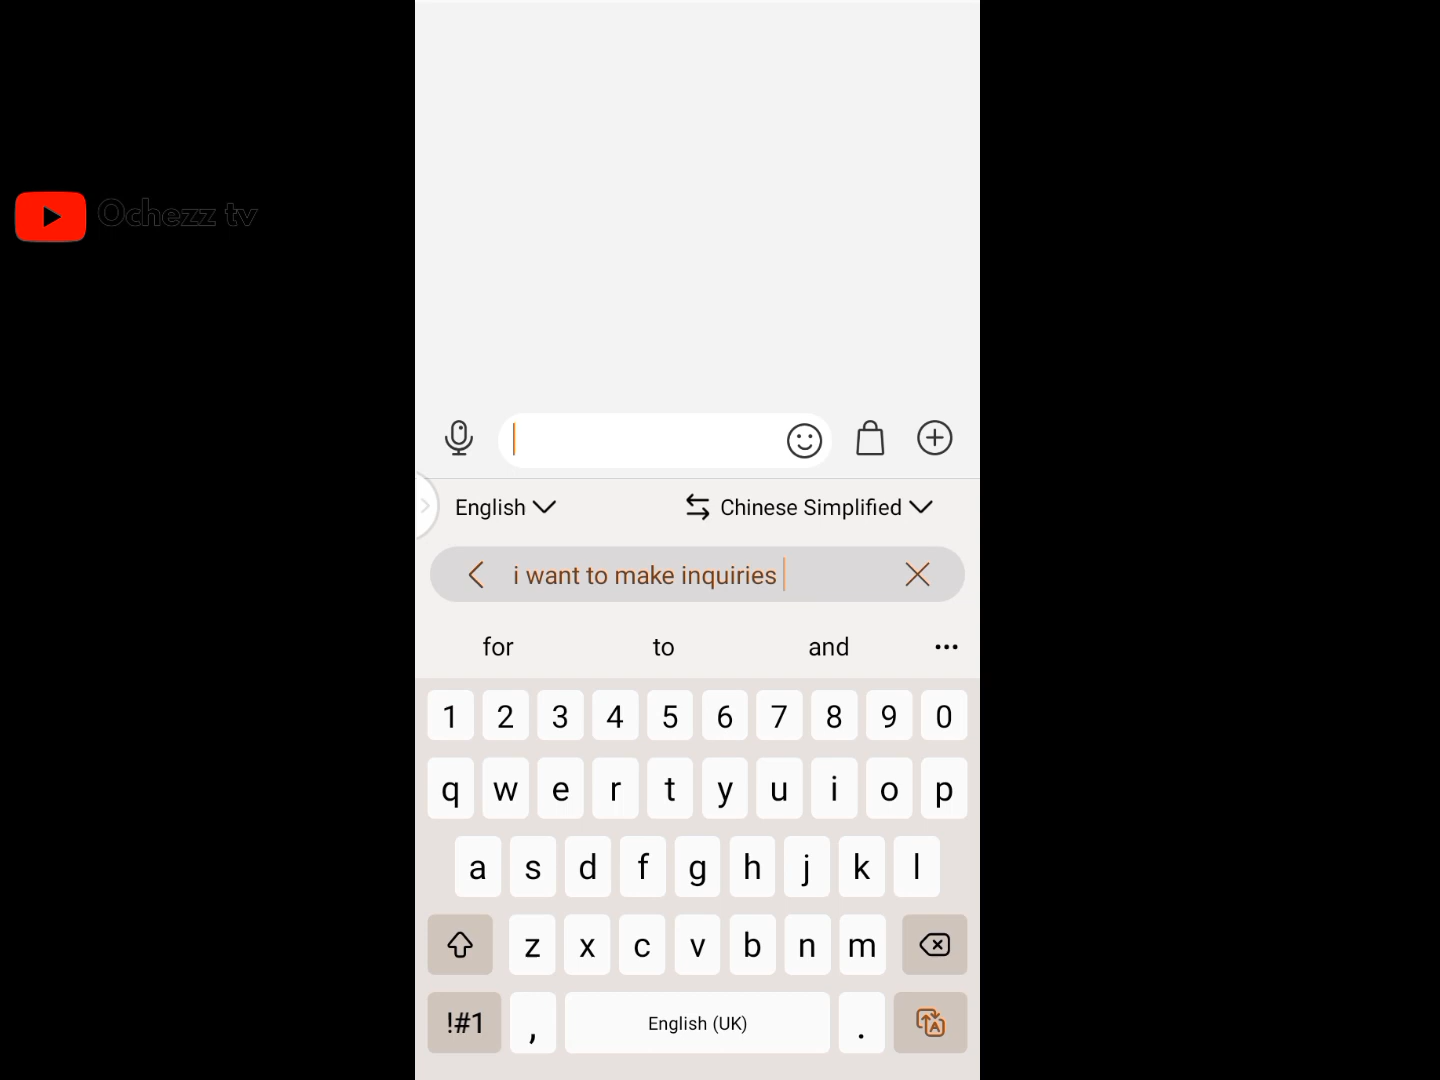 Ochezz tv
English
Chinese Simplified
i want to make inquiries
for to and
1 2 3 4 5 6 7 8 9 0
q w e r t y u i o p
a s d f g h j k l
z x c v b n m
!#1 , English (UK) .